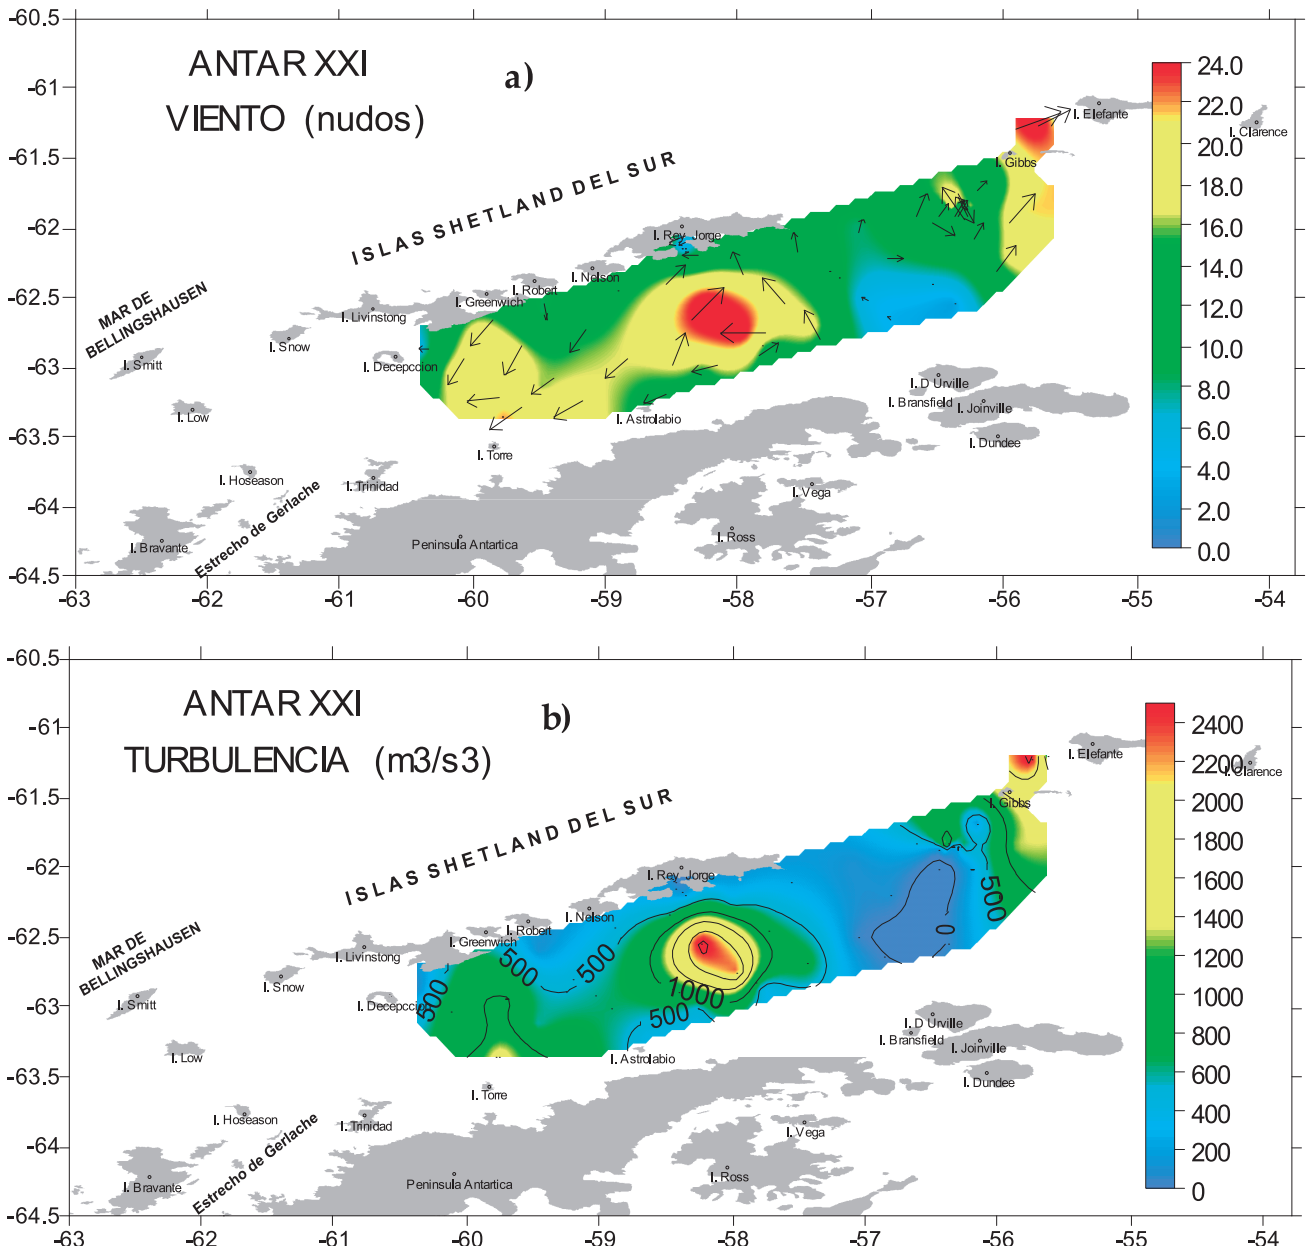 -60.5
-61
-61.5
-62
-62.5
-63
-63.5
-64
-64.5
ANTAR XXI
VIENTO (nudos)
a)
ISLAS SHETLAND DEL SUR
MAR DE
BELLINGSHAUSEN
Estrecho de Gerlache
I. Elefante
I. Clarence
I. Gibbs
I. Rey Jorge
I. Nelson
I. Robert
I. Greenwich
I. Livinstong
I. Snow
I. Decepccion
I. Smitt
I. Low
I. D Urville
I. Bransfield
I. Joinville
I. Dundee
I. Astrolabio
I. Torre
I. Hoseason
I. Trinidad
I. Vega
I. Ross
I. Bravante
Peninsula Antartica
24.0
22.0
20.0
18.0
16.0
14.0
12.0
10.0
8.0
6.0
4.0
2.0
0.0
-63 -62 -61 -60 -59 -58 -57 -56 -55 -54
-60.5
-61
-61.5
-62
-62.5
-63
-63.5
-64
-64.5
ANTAR XXI
TURBULENCIA (m3/s3)
b)
ISLAS SHETLAND DEL SUR
MAR DE
BELLINGSHAUSEN
Estrecho de Gerlache
I. Elefante
I. Clarence
I. Gibbs
I. Rey Jorge
I. Nelson
I. Robert
I. Greenwich
I. Livinstong
I. Snow
I. Decepccion
I. Smitt
I. Low
500
500
500
500
1000
0
500
I. D Urville
I. Bransfield
I. Joinville
I. Dundee
I. Astrolabio
I. Torre
I. Hoseason
I. Trinidad
I. Vega
I. Ross
I. Bravante
Peninsula Antartica
2400
2200
2000
1800
1600
1400
1200
1000
800
600
400
200
0
-63 -62 -61 -60 -59 -58 -57 -56 -55 -54